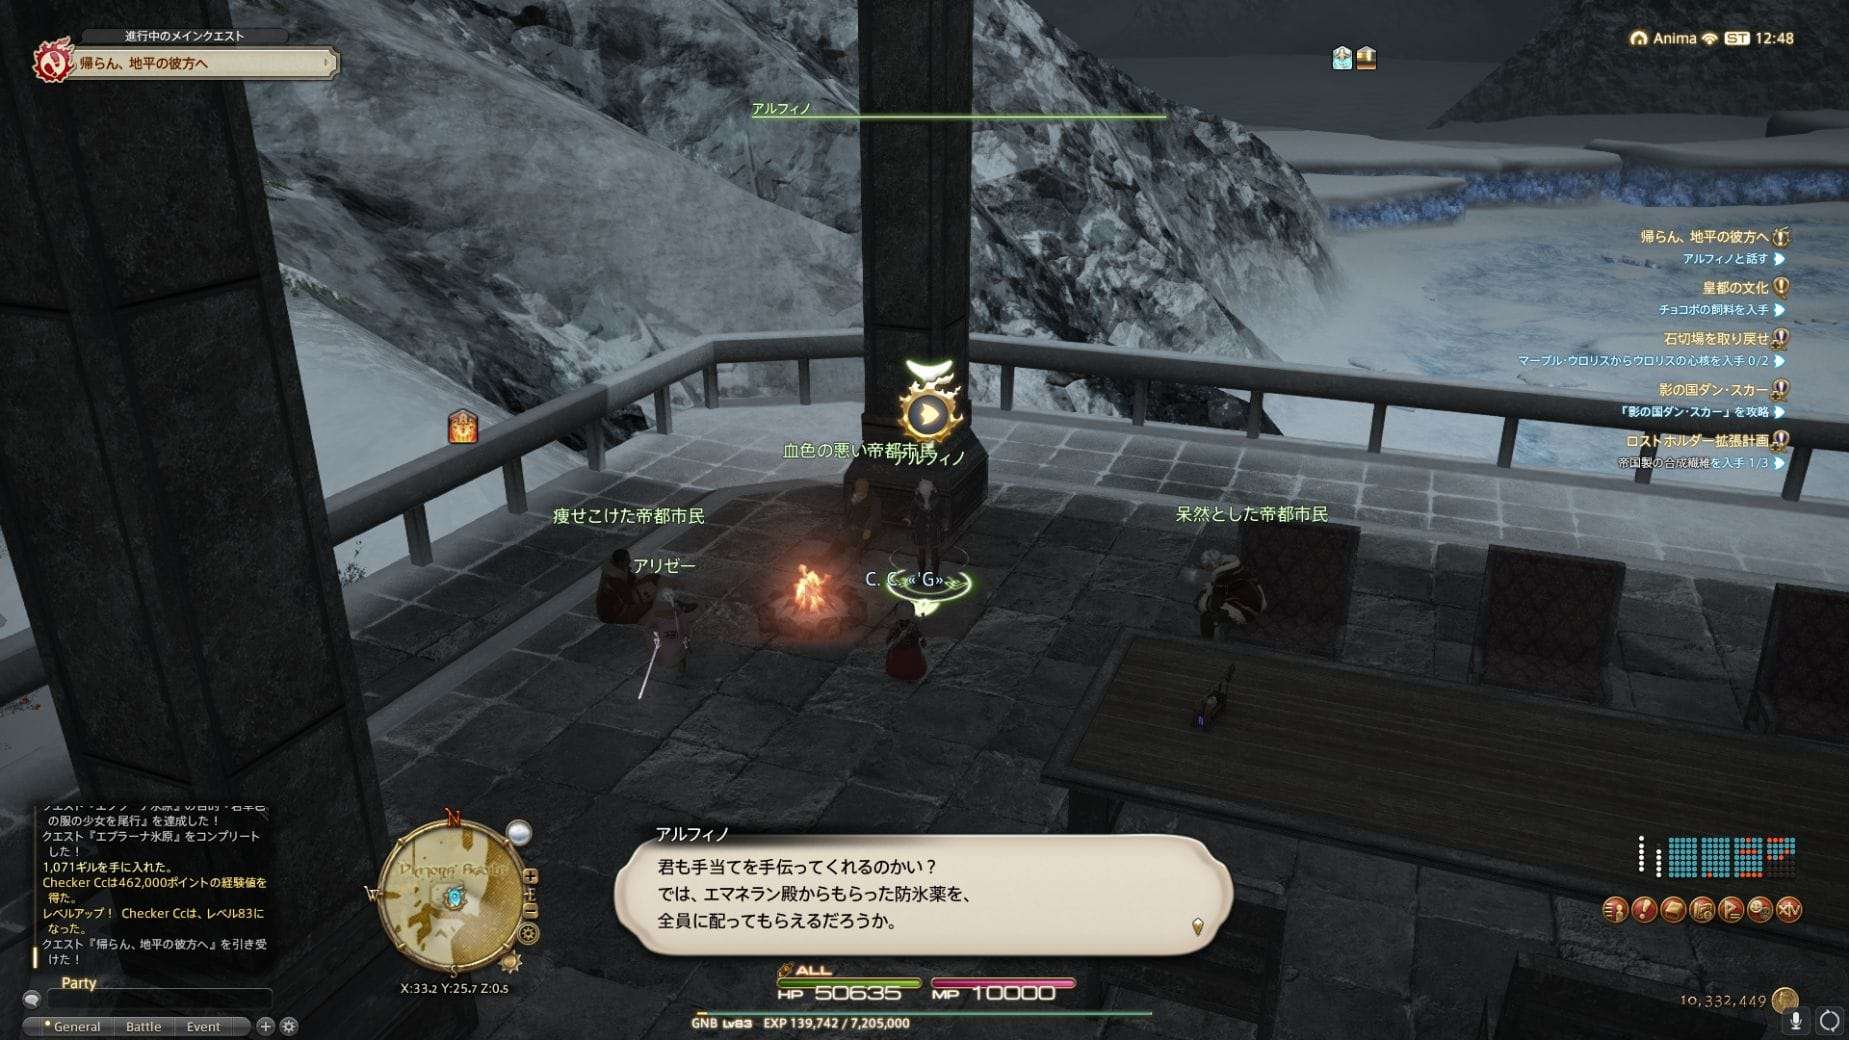 進行中のメインクエスト
帰らん、地平の彼方へ
Anima
ST 12:48
アルフィノ
帰らん、地平の彼方へ
アルフィノと話す
皇都の文化
チョコボの飼料を入手
石切場を取り戻せ
マーブル・ウロリスからウロリスの心核を入手 0/2
影の国ダン・スカー
「影の国ダン・スカー」を攻略
ロストホルダー拡張計画
帝国製の合成繊維を入手 1/3
血色の悪い帝都市民
アルフィノ
痩せこけた帝都市民
呆然とした帝都市民
アリゼー
C. C. «'G»
の服の少女を尾行』を達成した！
クエスト『エブラーナ氷原』をコンプリート
した！
1,071ギルを手に入れた。
Checker Ccは462,000ポイントの経験値を
得た。
レベルアップ！ Checker Ccは、レベル83に
なった。
クエスト『帰らん、地平の彼方へ』を引き受
けた！
Party
General
Battle
Event
N
W
S
X:33.2 Y:25.7 Z:0.5
アルフィノ
君も手当てを手伝ってくれるのかい？
では、エマネラン殿からもらった防氷薬を、
全員に配ってもらえるだろうか。
ALL
HP 50635
MP 10000
GNB Lv83 EXP 139,742 / 7,205,000
XIV
10,332,449